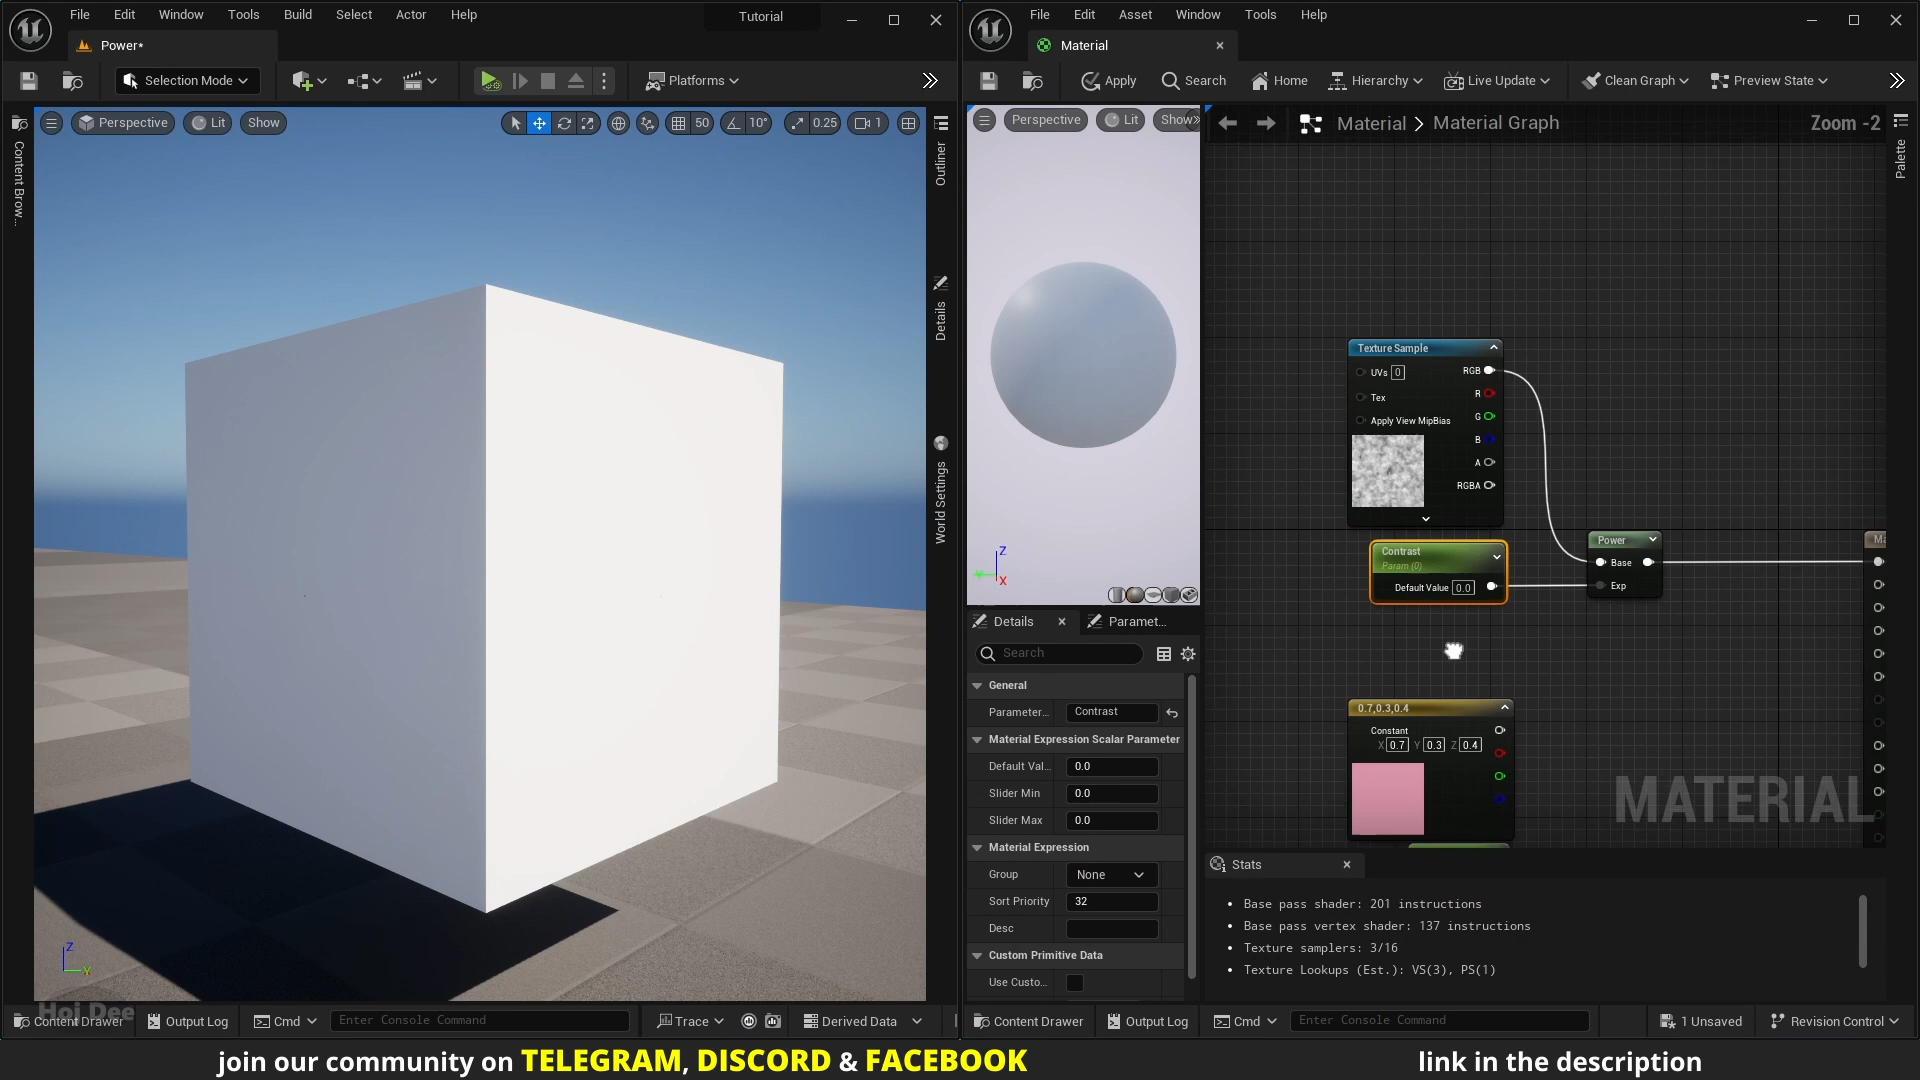 File Edit Window Tools Build Select Actor Help
Tutorial
Power*
Selection Mode
Platforms
Perspective Lit Show
50 10° 0.25 1
Content Brow...
Outliner
Details
World Settings
Z
Y
Hoi Dee
Content Drawer Output Log Cmd Enter Console Command Trace Derived Data
File Edit Asset Window Tools Help
Material
Apply Search Home Hierarchy Live Update Clean Graph Preview State
Perspective Lit Show
Material > Material Graph
Zoom -2
Palette
Z
X
Texture Sample
UVs 0 RGB
R
Tex
G
Apply View MipBias
B
A
RGBA
Contrast
Param (0)
Default Value 0.0
Power
Base
Exp
Ma
0.7,0.3,0.4
Constant
X 0.7 Y 0.3 Z 0.4
MATERIAL
Details Paramet...
Search
General
Parameter... Contrast
Material Expression Scalar Parameter
Default Val... 0.0
Slider Min 0.0
Slider Max 0.0
Material Expression
Group None
Sort Priority 32
Desc
Custom Primitive Data
Use Custo...
Stats
Base pass shader: 201 instructions
Base pass vertex shader: 137 instructions
Texture samplers: 3/16
Texture Lookups (Est.): VS(3), PS(1)
Content Drawer Output Log Cmd Enter Console Command 1 Unsaved Revision Control
join our community on TELEGRAM, DISCORD & FACEBOOK
link in the description